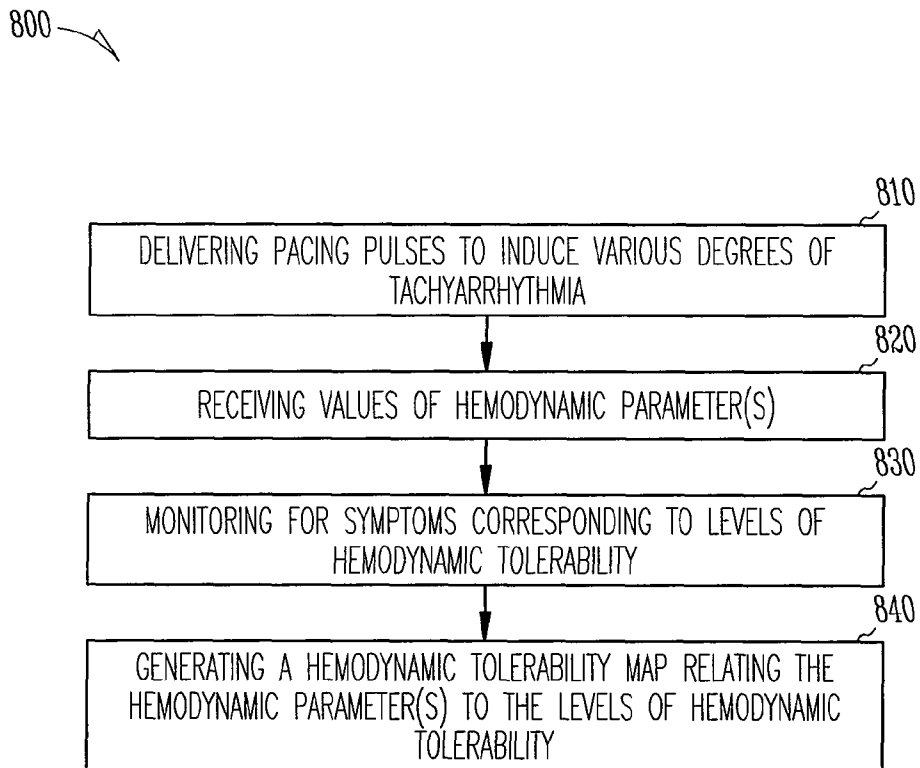 800
810
DELIVERING PACING PULSES TO INDUCE VARIOUS DEGREES OF
TACHYARRHYTHMIA
820
RECEIVING VALUES OF HEMODYNAMIC PARAMETER(S)
830
MONITORING FOR SYMPTOMS CORRESPONDING TO LEVELS OF
HEMODYNAMIC TOLERABILITY
840
GENERATING A HEMODYNAMIC TOLERABILITY MAP RELATING THE
HEMODYNAMIC PARAMETER(S) TO THE LEVELS OF HEMODYNAMIC
TOLERABILITY